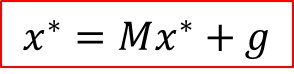 x* = Mx* + g